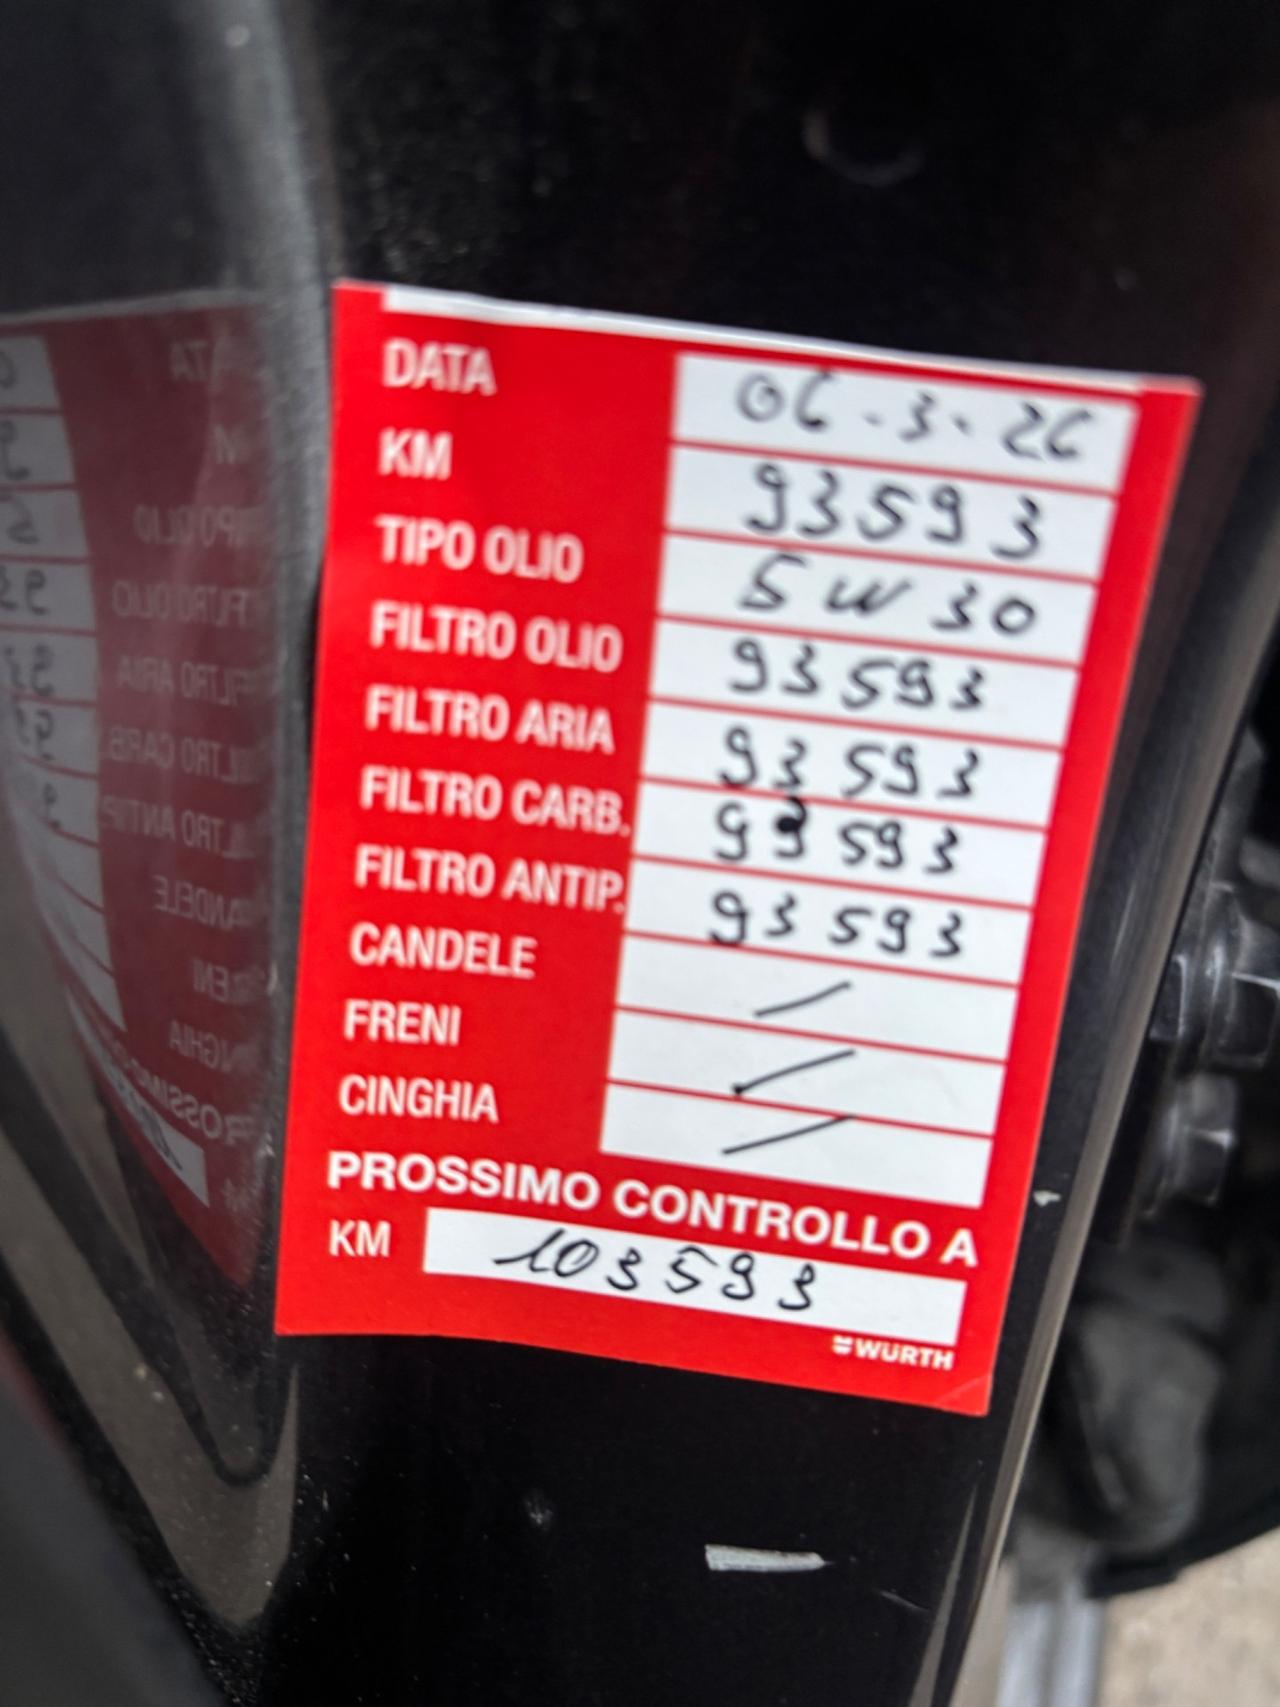 DATA 06-3-26
KM 93593
TIPO OLIO 5W30
FILTRO OLIO 93593
FILTRO ARIA 93593
FILTRO CARB. 93593
FILTRO ANTIP. 93593
CANDELE /
FRENI /
CINGHIA /
PROSSIMO CONTROLLO A
KM 103593
WÜRTH